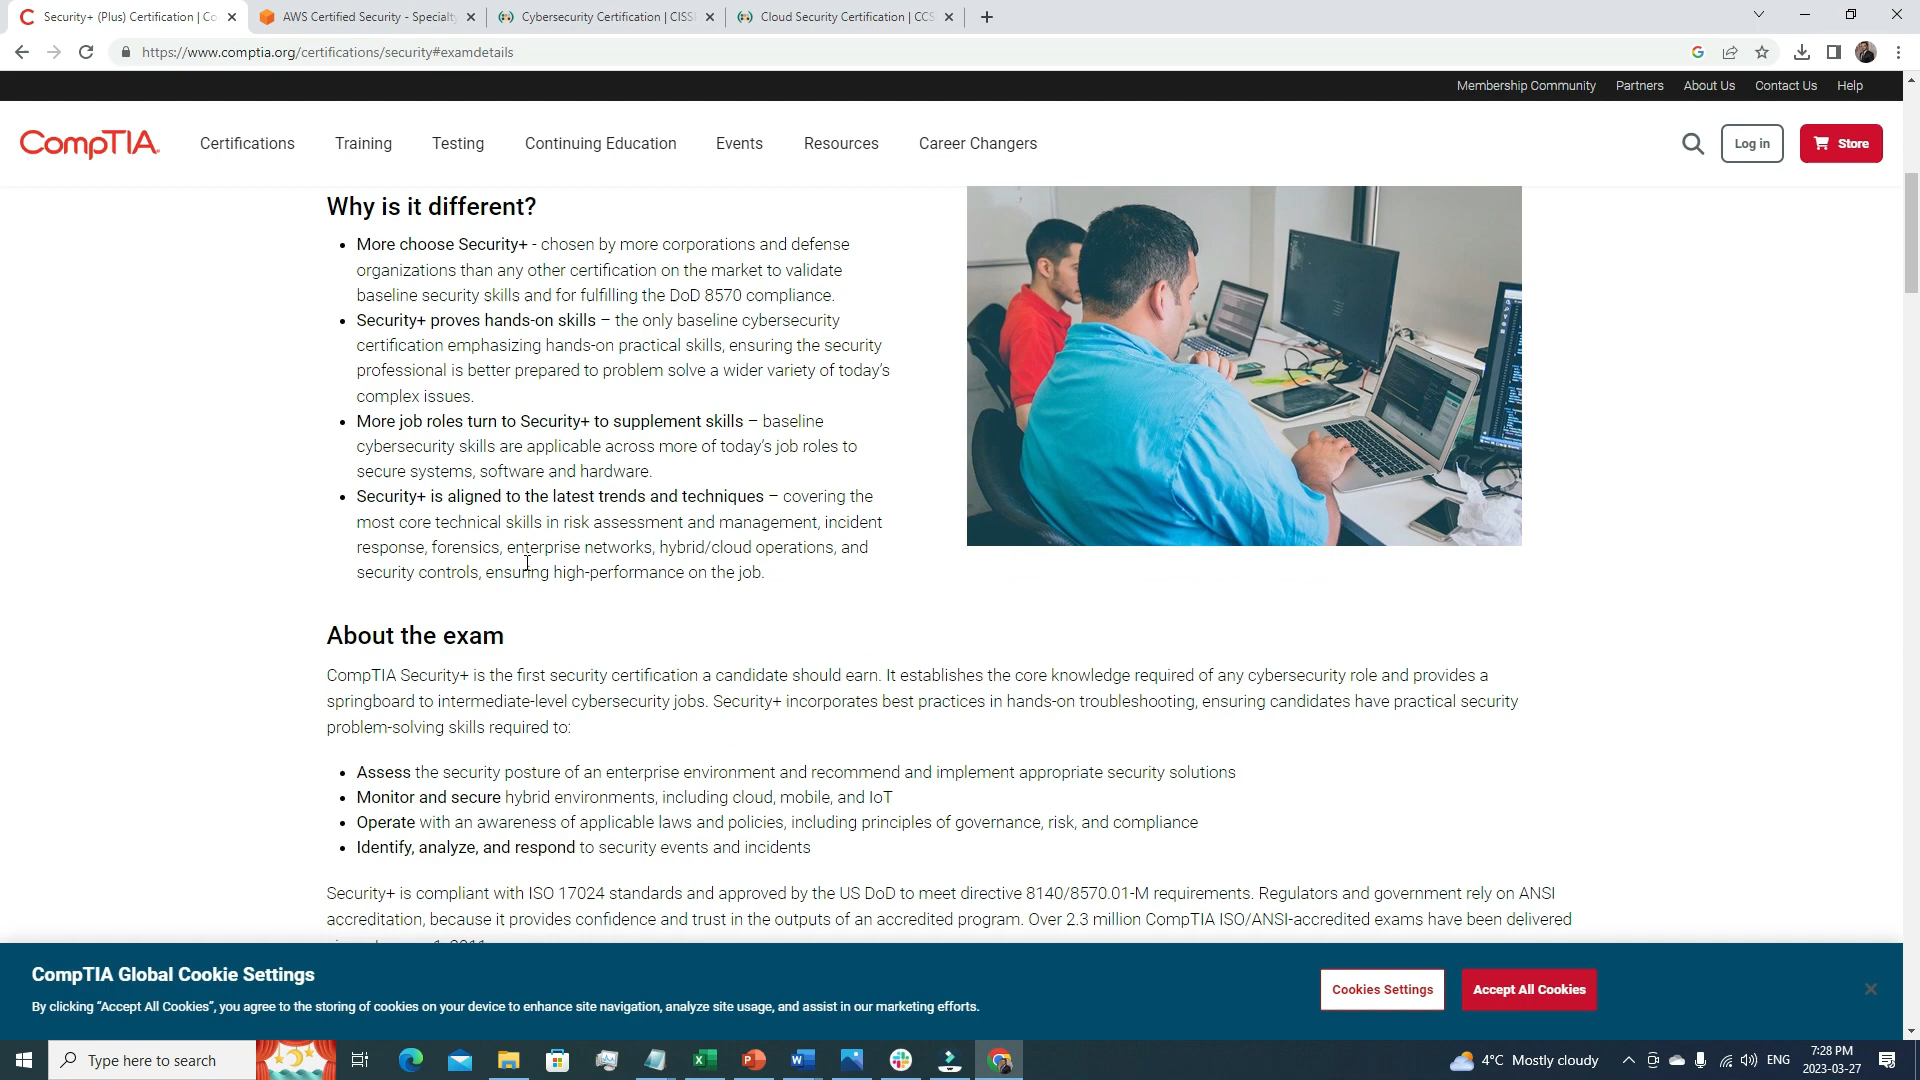 Security+ (Plus) Certification | Co
AWS Certified Security - Specialty
Cybersecurity Certification | CISS
Cloud Security Certification | CCS
https://www.comptia.org/certifications/security#examdetails
Membership Community Partners About Us Contact Us Help
CompTIA. Certifications Training Testing Continuing Education Events Resources Career Changers Log in Store
Why is it different?
• More choose Security+ - chosen by more corporations and defense
organizations than any other certification on the market to validate
baseline security skills and for fulfilling the DoD 8570 compliance.
• Security+ proves hands-on skills – the only baseline cybersecurity
certification emphasizing hands-on practical skills, ensuring the security
professional is better prepared to problem solve a wider variety of today's
complex issues.
• More job roles turn to Security+ to supplement skills – baseline
cybersecurity skills are applicable across more of today's job roles to
secure systems, software and hardware.
• Security+ is aligned to the latest trends and techniques – covering the
most core technical skills in risk assessment and management, incident
response, forensics, enterprise networks, hybrid/cloud operations, and
security controls, ensuring high-performance on the job.
About the exam
CompTIA Security+ is the first security certification a candidate should earn. It establishes the core knowledge required of any cybersecurity role and provides a
springboard to intermediate-level cybersecurity jobs. Security+ incorporates best practices in hands-on troubleshooting, ensuring candidates have practical security
problem-solving skills required to:
• Assess the security posture of an enterprise environment and recommend and implement appropriate security solutions
• Monitor and secure hybrid environments, including cloud, mobile, and IoT
• Operate with an awareness of applicable laws and policies, including principles of governance, risk, and compliance
• Identify, analyze, and respond to security events and incidents
Security+ is compliant with ISO 17024 standards and approved by the US DoD to meet directive 8140/8570.01-M requirements. Regulators and government rely on ANSI
accreditation, because it provides confidence and trust in the outputs of an accredited program. Over 2.3 million CompTIA ISO/ANSI-accredited exams have been delivered
CompTIA Global Cookie Settings
By clicking "Accept All Cookies", you agree to the storing of cookies on your device to enhance site navigation, analyze site usage, and assist in our marketing efforts.
Cookies Settings
Accept All Cookies
Type here to search
4°C Mostly cloudy
ENG
7:28 PM
2023-03-27